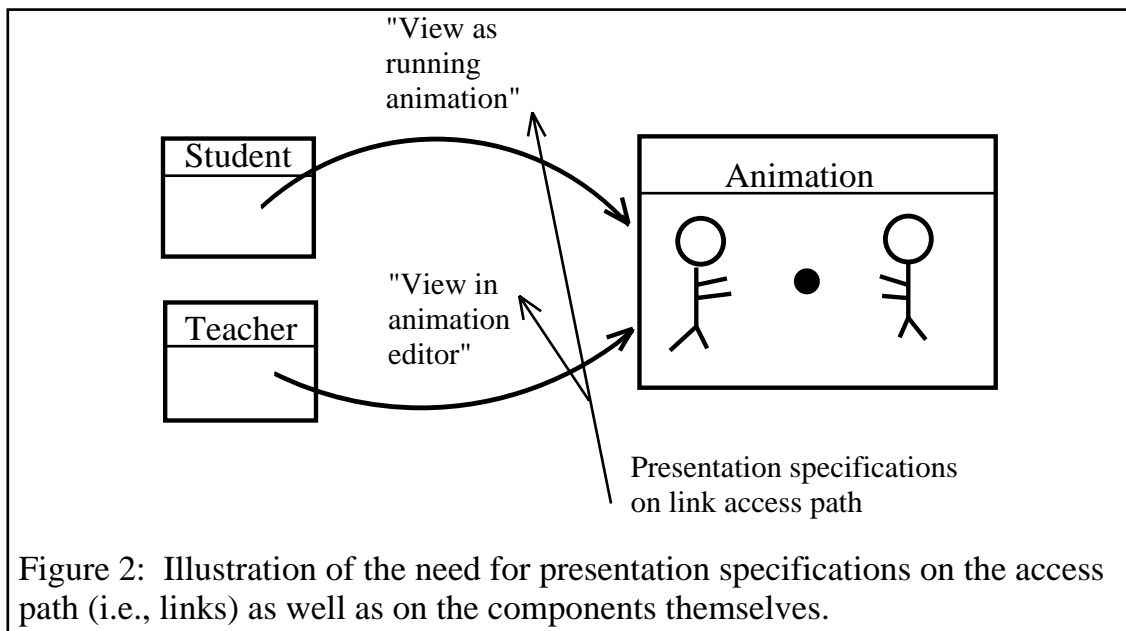 "View as
running
animation"
Student
Animation
"View in
animation
editor"
Teacher
Presentation specifications
on link access path
Figure 2:  Illustration of the need for presentation specifications on the access
path (i.e., links) as well as on the components themselves.